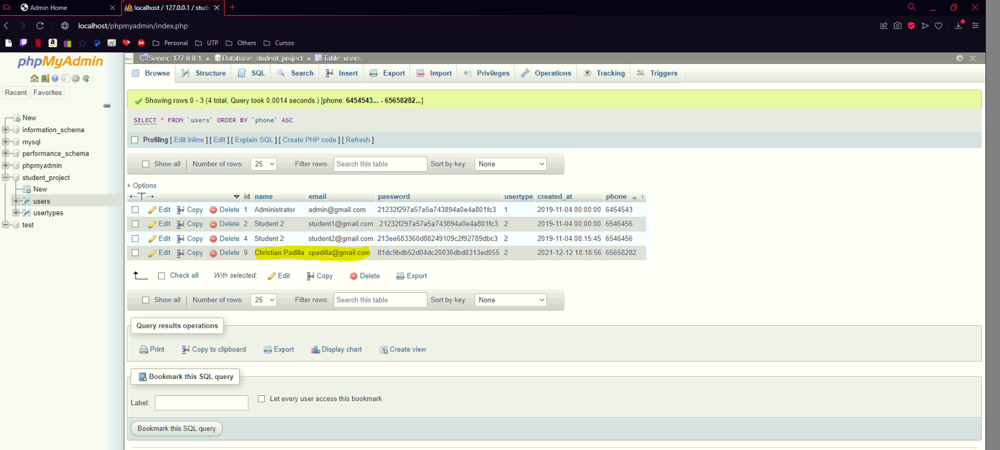 Admin Home
localhost / 127.0.0.1 / stude
localhost/phpmyadmin/index.php
Personal UTP Others Cursos
phpMyAdmin
Recent Favorites
New
information_schema
mysql
performance_schema
phpmyadmin
student_project
New
users
usertypes
test
Server: 127.0.0.1 » Database: student_project » Table: users
Browse Structure SQL Search Insert Export Import Privileges Operations Tracking Triggers
Showing rows 0 - 3 (4 total, Query took 0.0014 seconds.) [phone: 6454543... - 65658282...]
SELECT * FROM `users` ORDER BY `phone` ASC
Profiling [ Edit inline ] [ Edit ] [ Explain SQL ] [ Create PHP code ] [ Refresh ]
Show all Number of rows: 25 Filter rows: Search this table Sort by key: None
+ Options
id name email password usertype created_at phone 1
Edit Copy Delete 1 Administrator admin@gmail.com 21232f297a57a5a743894a0e4a801fc3 1 2019-11-04 00:00:00 6454543
Edit Copy Delete 2 Student 2 student1@gmail.com .21232f297a57a5a743894a0e4a801fc3. 2 2019-11-04 00:00:00 6546456
Edit Copy Delete 4 Student 2 student2@gmail.com 213ee683360d88249109c2f92789dbc3 2 2019-11-04 08:15:45 6546456
Edit Copy Delete 9 Christian Padilla cpadilla@gmail.com 81dc9bdb52d04dc20036dbd8313ed055 2 2021-12-12 18:18:56 65658282
Check all With selected: Edit Copy Delete Export
Show all Number of rows: 25 Filter rows: Search this table Sort by key: None
Query results operations
Print Copy to clipboard Export Display chart Create view
Bookmark this SQL query
Label: Let every user access this bookmark
Bookmark this SQL query